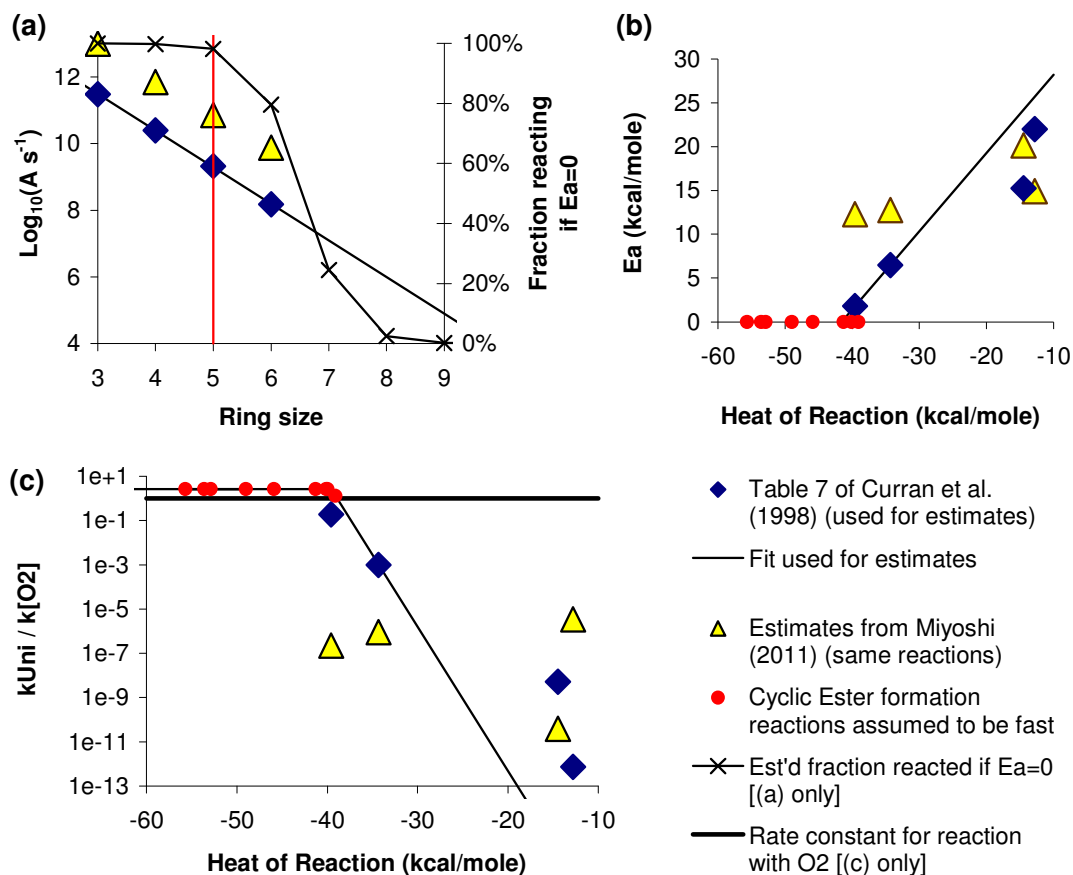 (a)
Log10(A s-1)
12
10
8
6
4
3
4
5
6
7
8
9
Ring size
100%
80%
60%
40%
20%
0%
Fraction reacting
if Ea=0
(b)
Ea (kcal/mole)
30
25
20
15
10
5
0
-60
-50
-40
-30
-20
-10
Heat of Reaction (kcal/mole)
(c)
kUni / k[O2]
1e+1
1e-1
1e-3
1e-5
1e-7
1e-9
1e-11
1e-13
-60
-50
-40
-30
-20
-10
Heat of Reaction (kcal/mole)
Table 7 of Curran et al.
(1998) (used for estimates)
Fit used for estimates
Estimates from Miyoshi
(2011) (same reactions)
Cyclic Ester formation
reactions assumed to be fast
Est'd fraction reacted if Ea=0
[(a) only]
Rate constant for reaction
with O2 [(c) only]